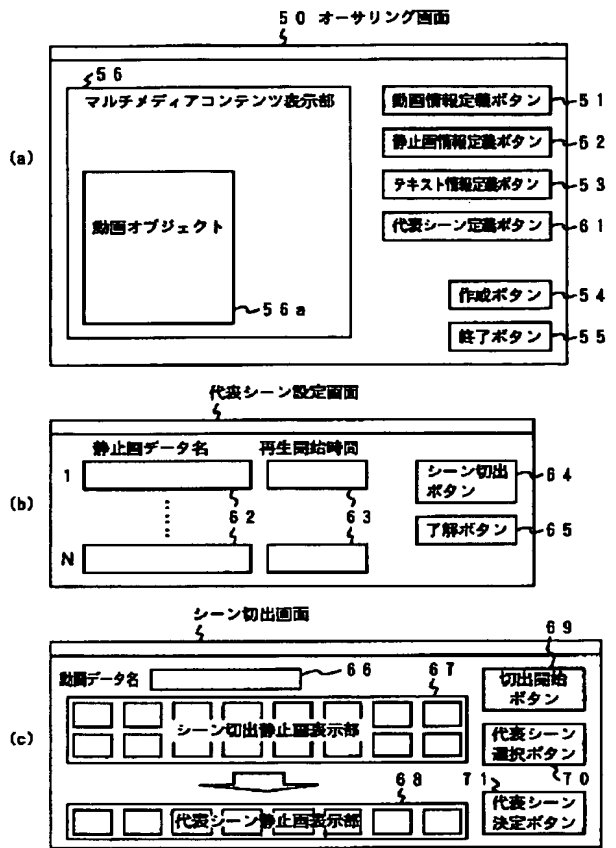 50 オーサリング画面
56
マルチメディアコンテンツ表示部
動画オブジェクト
56a
動画情報定義ボタン
51
静止画情報定義ボタン
52
テキスト情報定義ボタン
53
代表シーン定義ボタン
61
作成ボタン
54
終了ボタン
55
(a)
代表シーン設定画面
静止画データ名
再生開始時間
1
62
63
N
シーン切出
ボタン
64
了解ボタン
65
(b)
シーン切出画面
動画データ名
66
67
シーン切出静止画表示部
68
代表シーン静止画表示部
69
切出開始
ボタン
代表シーン
選択ボタン
70
71
代表シーン
決定ボタン
(c)